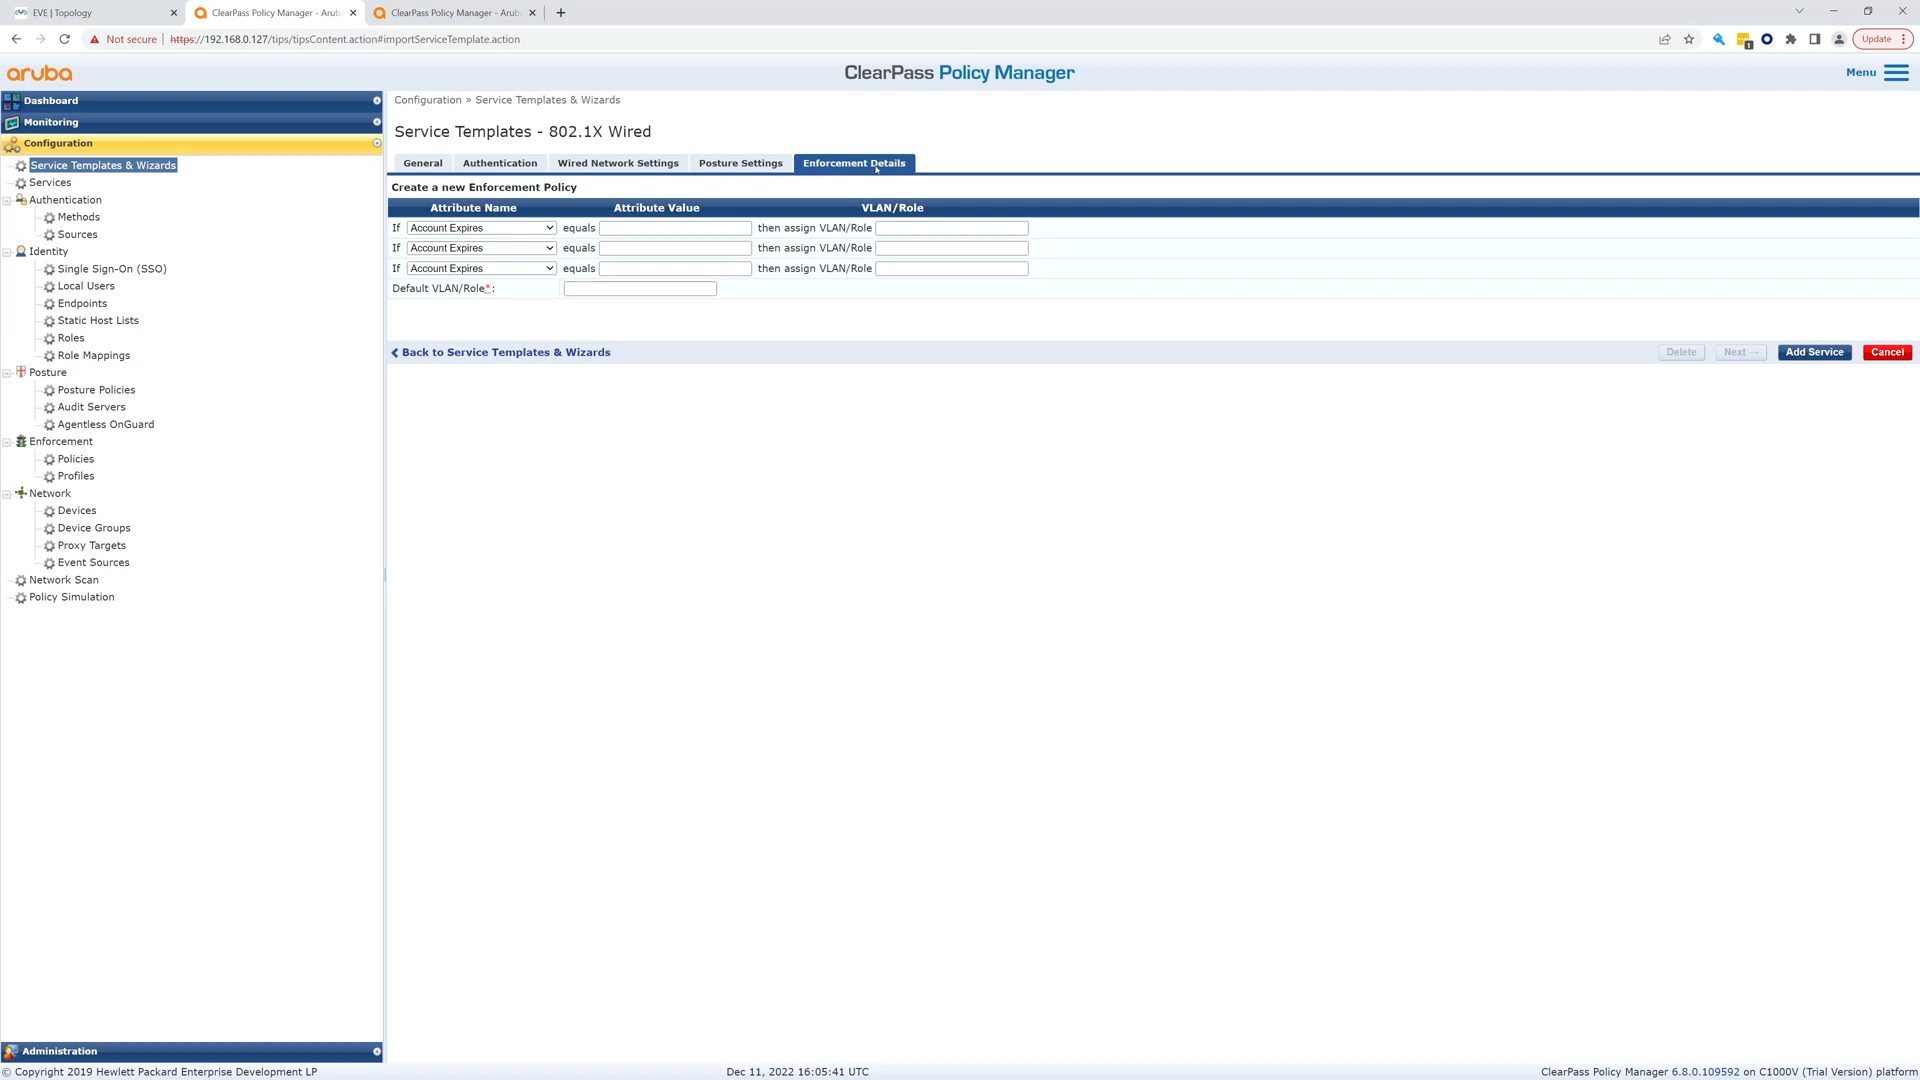 EVE | Topology
ClearPass Policy Manager - Arub
ClearPass Policy Manager - Arub
Not secure
https://192.168.0.127/tips/tipsContent.action#importServiceTemplate.action
1
Update
aruba
ClearPass Policy Manager
Menu
Dashboard
Monitoring
Configuration
Service Templates & Wizards
Services
Authentication
Methods
Sources
Identity
Single Sign-On (SSO)
Local Users
Endpoints
Static Host Lists
Roles
Role Mappings
Posture
Posture Policies
Audit Servers
Agentless OnGuard
Enforcement
Policies
Profiles
Network
Devices
Device Groups
Proxy Targets
Event Sources
Network Scan
Policy Simulation
Administration
Configuration » Service Templates & Wizards
Service Templates - 802.1X Wired
General Authentication Wired Network Settings Posture Settings Enforcement Details
Create a new Enforcement Policy
Attribute Name Attribute Value VLAN/Role
If Account Expires equals then assign VLAN/Role
If Account Expires equals then assign VLAN/Role
If Account Expires equals then assign VLAN/Role
Default VLAN/Role*:
Back to Service Templates & Wizards
Delete Next → Add Service Cancel
© Copyright 2019 Hewlett Packard Enterprise Development LP
Dec 11, 2022 16:05:41 UTC
ClearPass Policy Manager 6.8.0.109592 on C1000V (Trial Version) platform